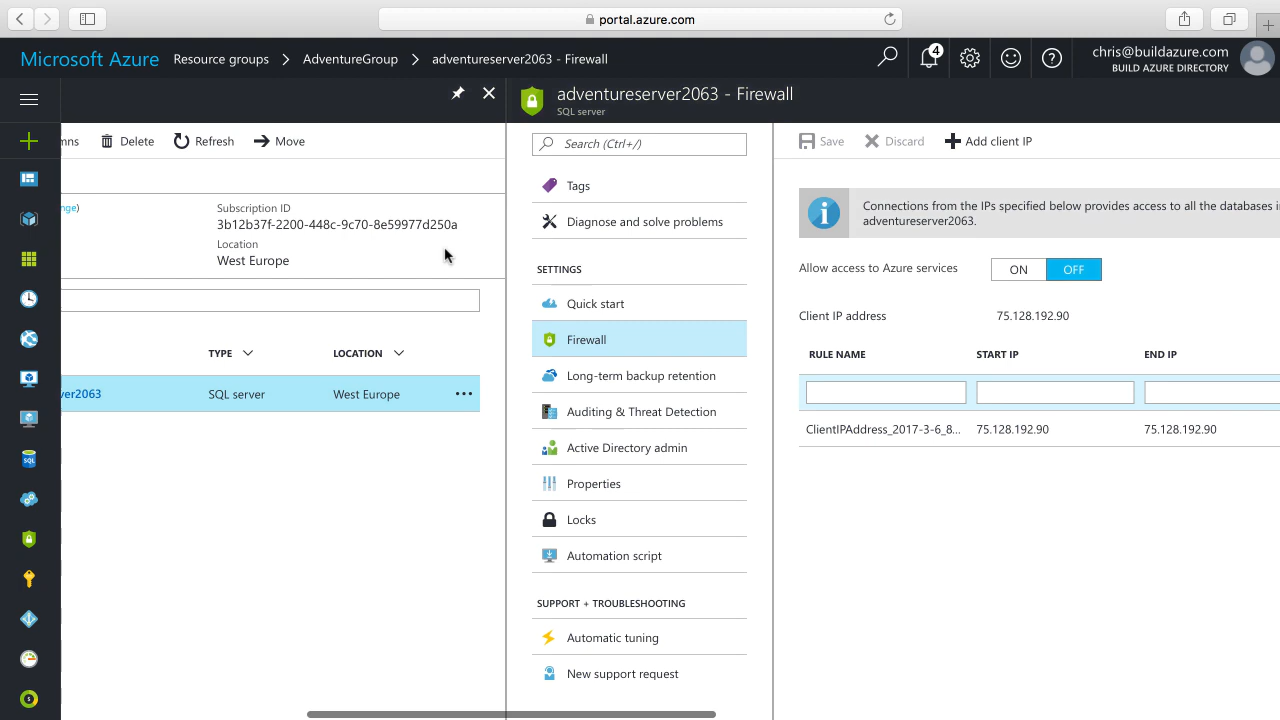 portal.azure.com
Microsoft Azure Resource groups > AdventureGroup > adventureserver2063 - Firewall
4
chris@buildazure.com
BUILD AZURE DIRECTORY
adventureserver2063 - Firewall
SQL server
mns Delete Refresh Move
nge)
Subscription ID
3b12b37f-2200-448c-9c70-8e59977d250a
Location
West Europe
TYPE LOCATION
ver2063 SQL server West Europe ...
SQL
Search (Ctrl+/)
Tags
Diagnose and solve problems
SETTINGS
Quick start
Firewall
Long-term backup retention
Auditing & Threat Detection
Active Directory admin
Properties
Locks
Automation script
SUPPORT + TROUBLESHOOTING
Automatic tuning
New support request
Save Discard Add client IP
Connections from the IPs specified below provides access to all the databases in
adventureserver2063.
Allow access to Azure services ON OFF
Client IP address 75.128.192.90
RULE NAME START IP END IP
ClientIPAddress_2017-3-6_8... 75.128.192.90 75.128.192.90